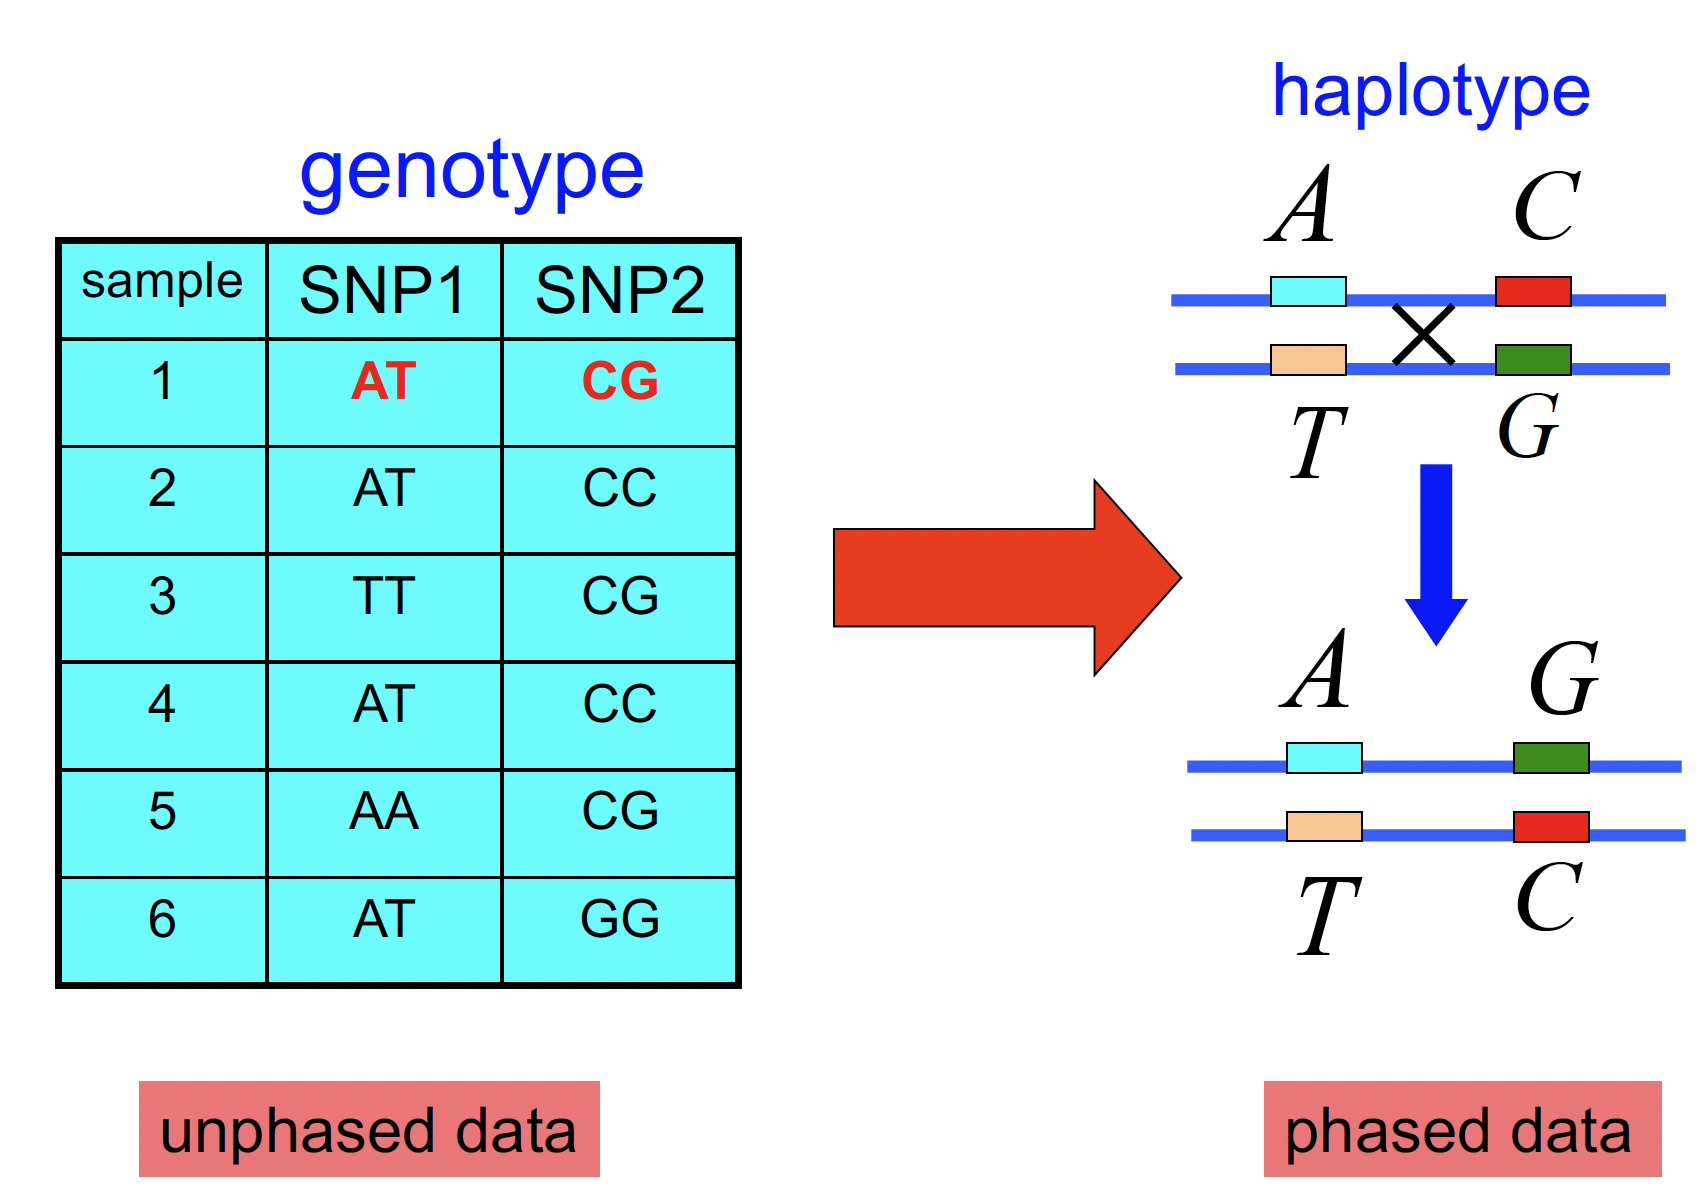 genotype
sample SNP1 SNP2
1 AT CG
2 AT CC
3 TT CG
4 AT CC
5 AA CG
6 AT GG
unphased data
haplotype
A C
T G
A G
T C
phased data